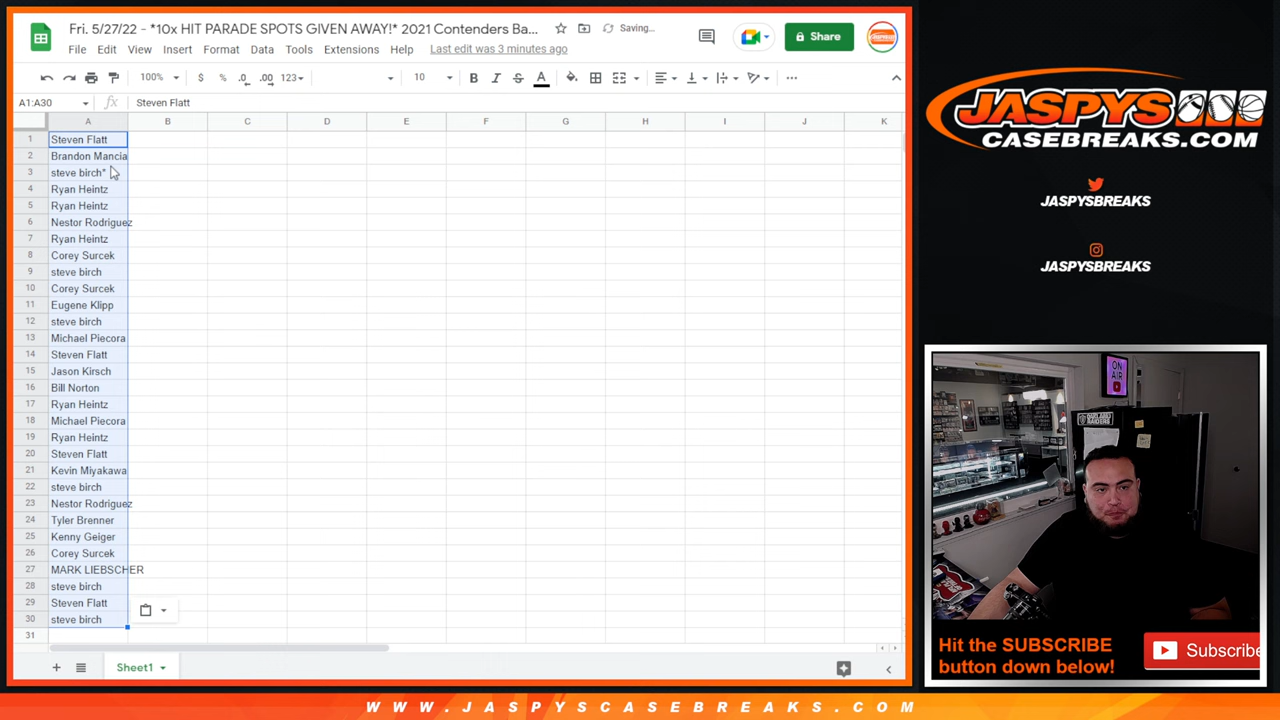 Fri. 5/27/22 - *10x HIT PARADE SPOTS GIVEN AWAY!* 2021 Contenders Ba...
Saving...
Share
File Edit View Insert Format Data Tools Extensions Help Last edit was 3 minutes ago
100% $ % .0 .00 123 10 B I S A
A1:A30 fx Steven Flatt
A B C D E F G H I J K
1 Steven Flatt
2 Brandon Mancia
3 steve birch*
4 Ryan Heintz
5 Ryan Heintz
6 Nestor Rodriguez
7 Ryan Heintz
8 Corey Surcek
9 steve birch
10 Corey Surcek
11 Eugene Klipp
12 steve birch
13 Michael Piecora
14 Steven Flatt
15 Jason Kirsch
16 Bill Norton
17 Ryan Heintz
18 Michael Piecora
19 Ryan Heintz
20 Steven Flatt
21 Kevin Miyakawa
22 steve birch
23 Nestor Rodriguez
24 Tyler Brenner
25 Kenny Geiger
26 Corey Surcek
27 MARK LIEBSCHER
28 steve birch
29 Steven Flatt
30 steve birch
31
Sheet1
JASPYS
CASEBREAKS.COM
JASPYSBREAKS
JASPYSBREAKS
ON
AIR
RAIDERS
Hit the SUBSCRIBE
button down below!
Subscribe
WWW.JASPYSCASEBREAKS.COM